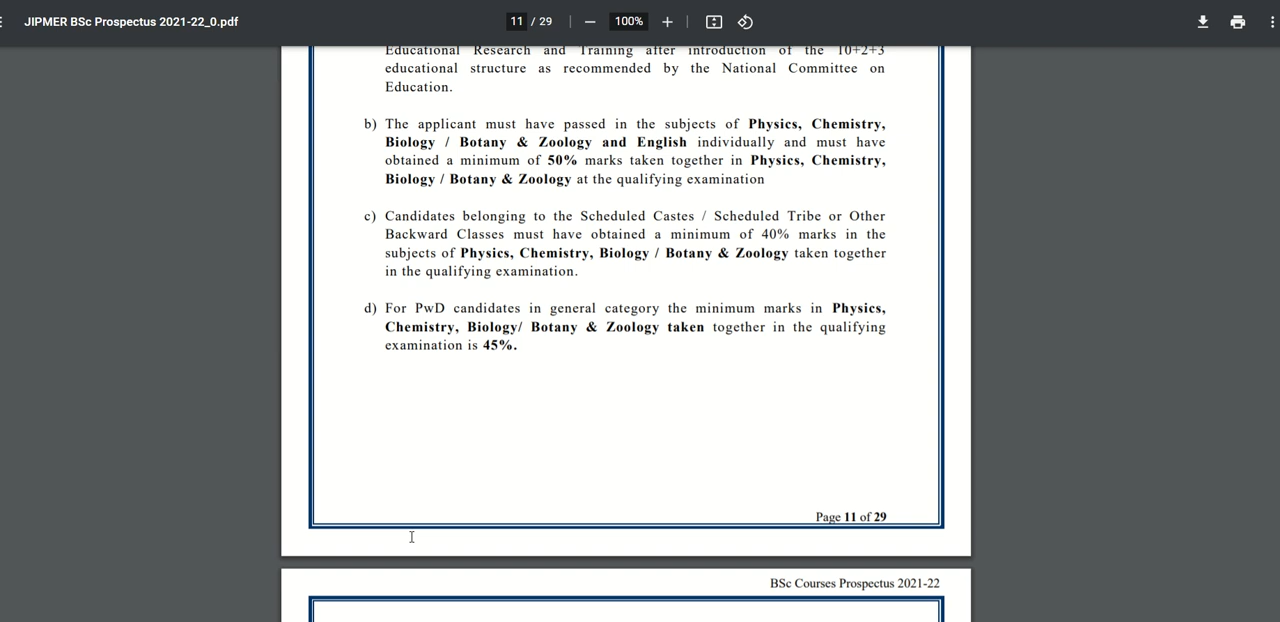 JIPMER BSc Prospectus 2021-22_0.pdf
11 / 29
100%
Educational Research and Training after introduction of the 10+2+3
educational structure as recommended by the National Committee on
Education.
b) The applicant must have passed in the subjects of Physics, Chemistry,
Biology / Botany & Zoology and English individually and must have
obtained a minimum of 50% marks taken together in Physics, Chemistry,
Biology / Botany & Zoology at the qualifying examination
c) Candidates belonging to the Scheduled Castes / Scheduled Tribe or Other
Backward Classes must have obtained a minimum of 40% marks in the
subjects of Physics, Chemistry, Biology / Botany & Zoology taken together
in the qualifying examination.
d) For PwD candidates in general category the minimum marks in Physics,
Chemistry, Biology/ Botany & Zoology taken together in the qualifying
examination is 45%.
Page 11 of 29
BSc Courses Prospectus 2021-22